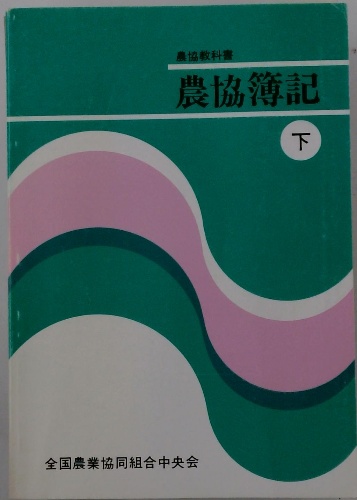 農協教科書
農協簿記
下
全国農業協同組合中央会